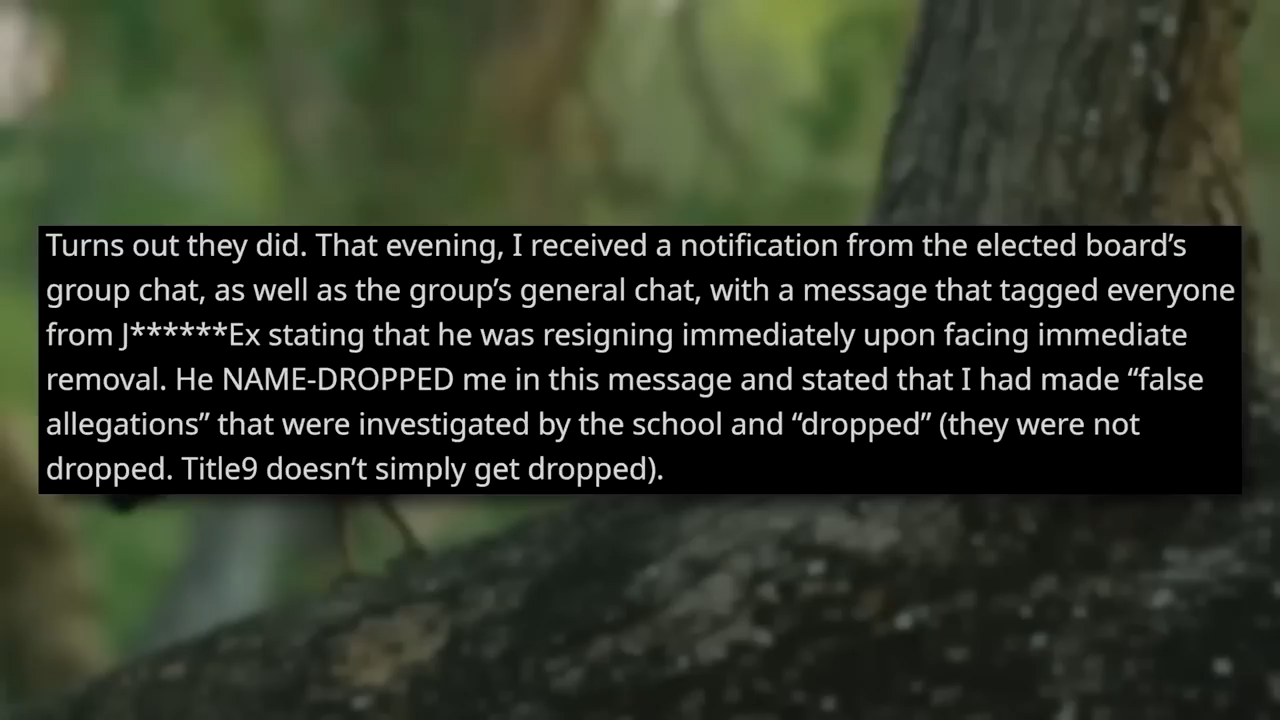 Turns out they did. That evening, I received a notification from the elected board’s
group chat, as well as the group’s general chat, with a message that tagged everyone
from J******Ex stating that he was resigning immediately upon facing immediate
removal. He NAME-DROPPED me in this message and stated that I had made “false
allegations” that were investigated by the school and “dropped” (they were not
dropped. Title9 doesn’t simply get dropped).